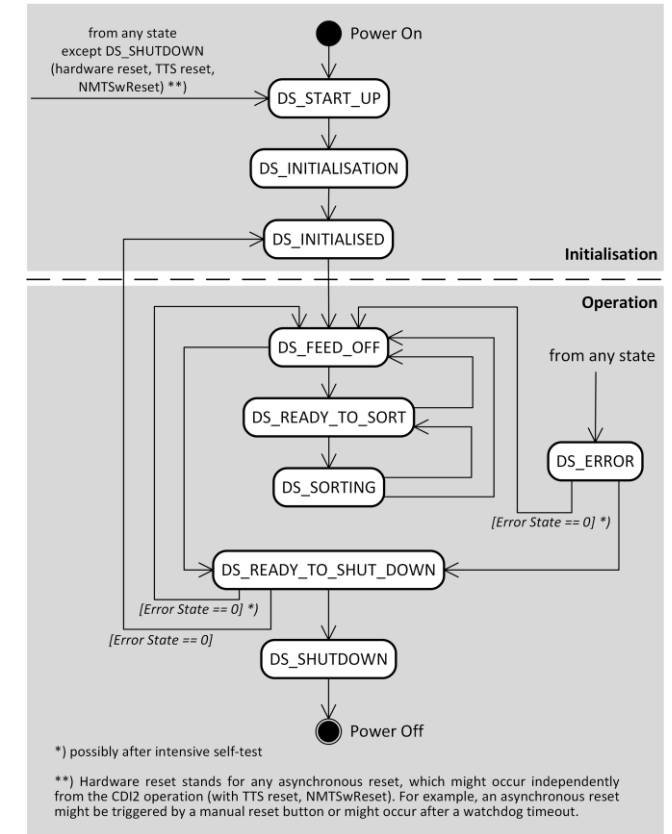 from any state
except DS_SHUTDOWN
(hardware reset, TTS reset,
NMTSwReset) **)
Power On
DS_START_UP
DS_INITIALISATION
DS_INITIALISED
Initialisation
Operation
DS_FEED_OFF
from any state
DS_READY_TO_SORT
DS_ERROR
DS_SORTING
[Error State == 0] *)
DS_READY_TO_SHUT_DOWN
[Error State == 0] *)
[Error State == 0]
DS_SHUTDOWN
Power Off
*) possibly after intensive self-test
**) Hardware reset stands for any asynchronous reset, which might occur independently
from the CDI2 operation (with TTS reset, NMTSwReset). For example, an asynchronous reset
might be triggered by a manual reset button or might occur after a watchdog timeout.